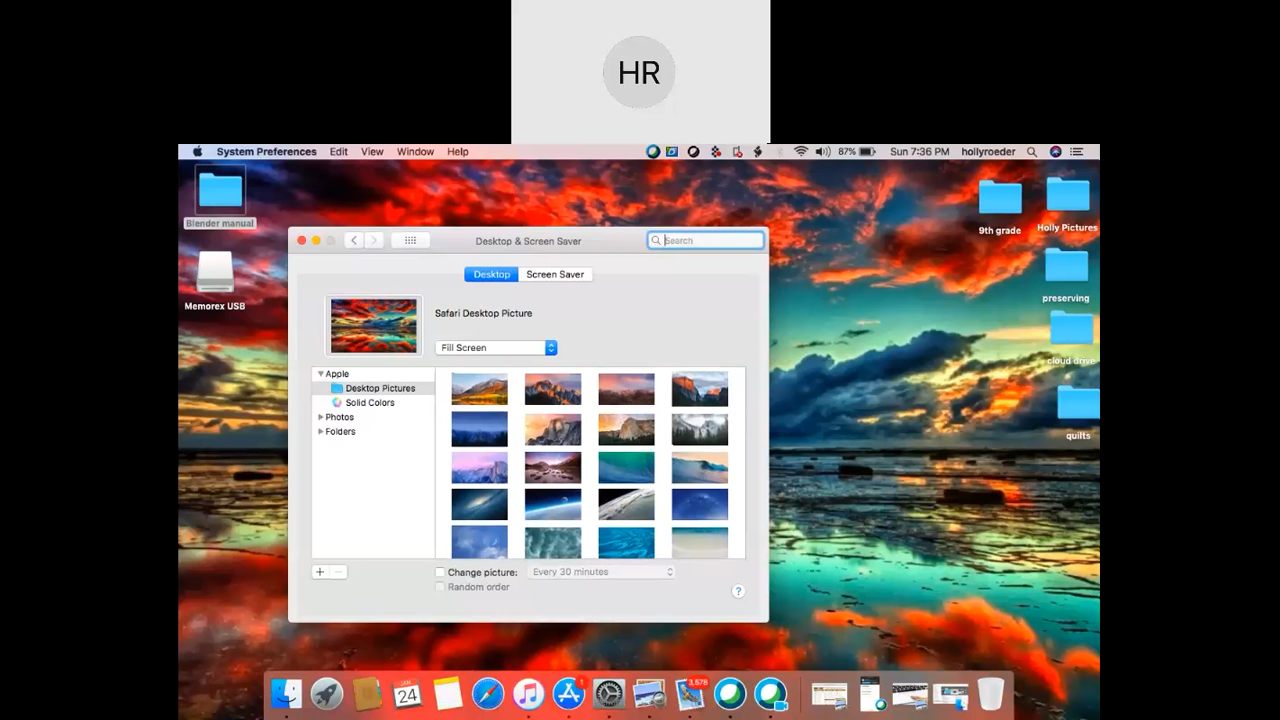 HR
System Preferences Edit View Window Help 87% Sun 7:36 PM hollyroeder
Blender manual
9th grade
Holly Pictures
Memorex USB
preserving
cloud drive
quilts
Desktop & Screen Saver
Search
Desktop Screen Saver
Safari Desktop Picture
Fill Screen
Apple
Desktop Pictures
Solid Colors
Photos
Folders
+ −
Change picture: Every 30 minutes
Random order
?
JAN
24
1
3,578